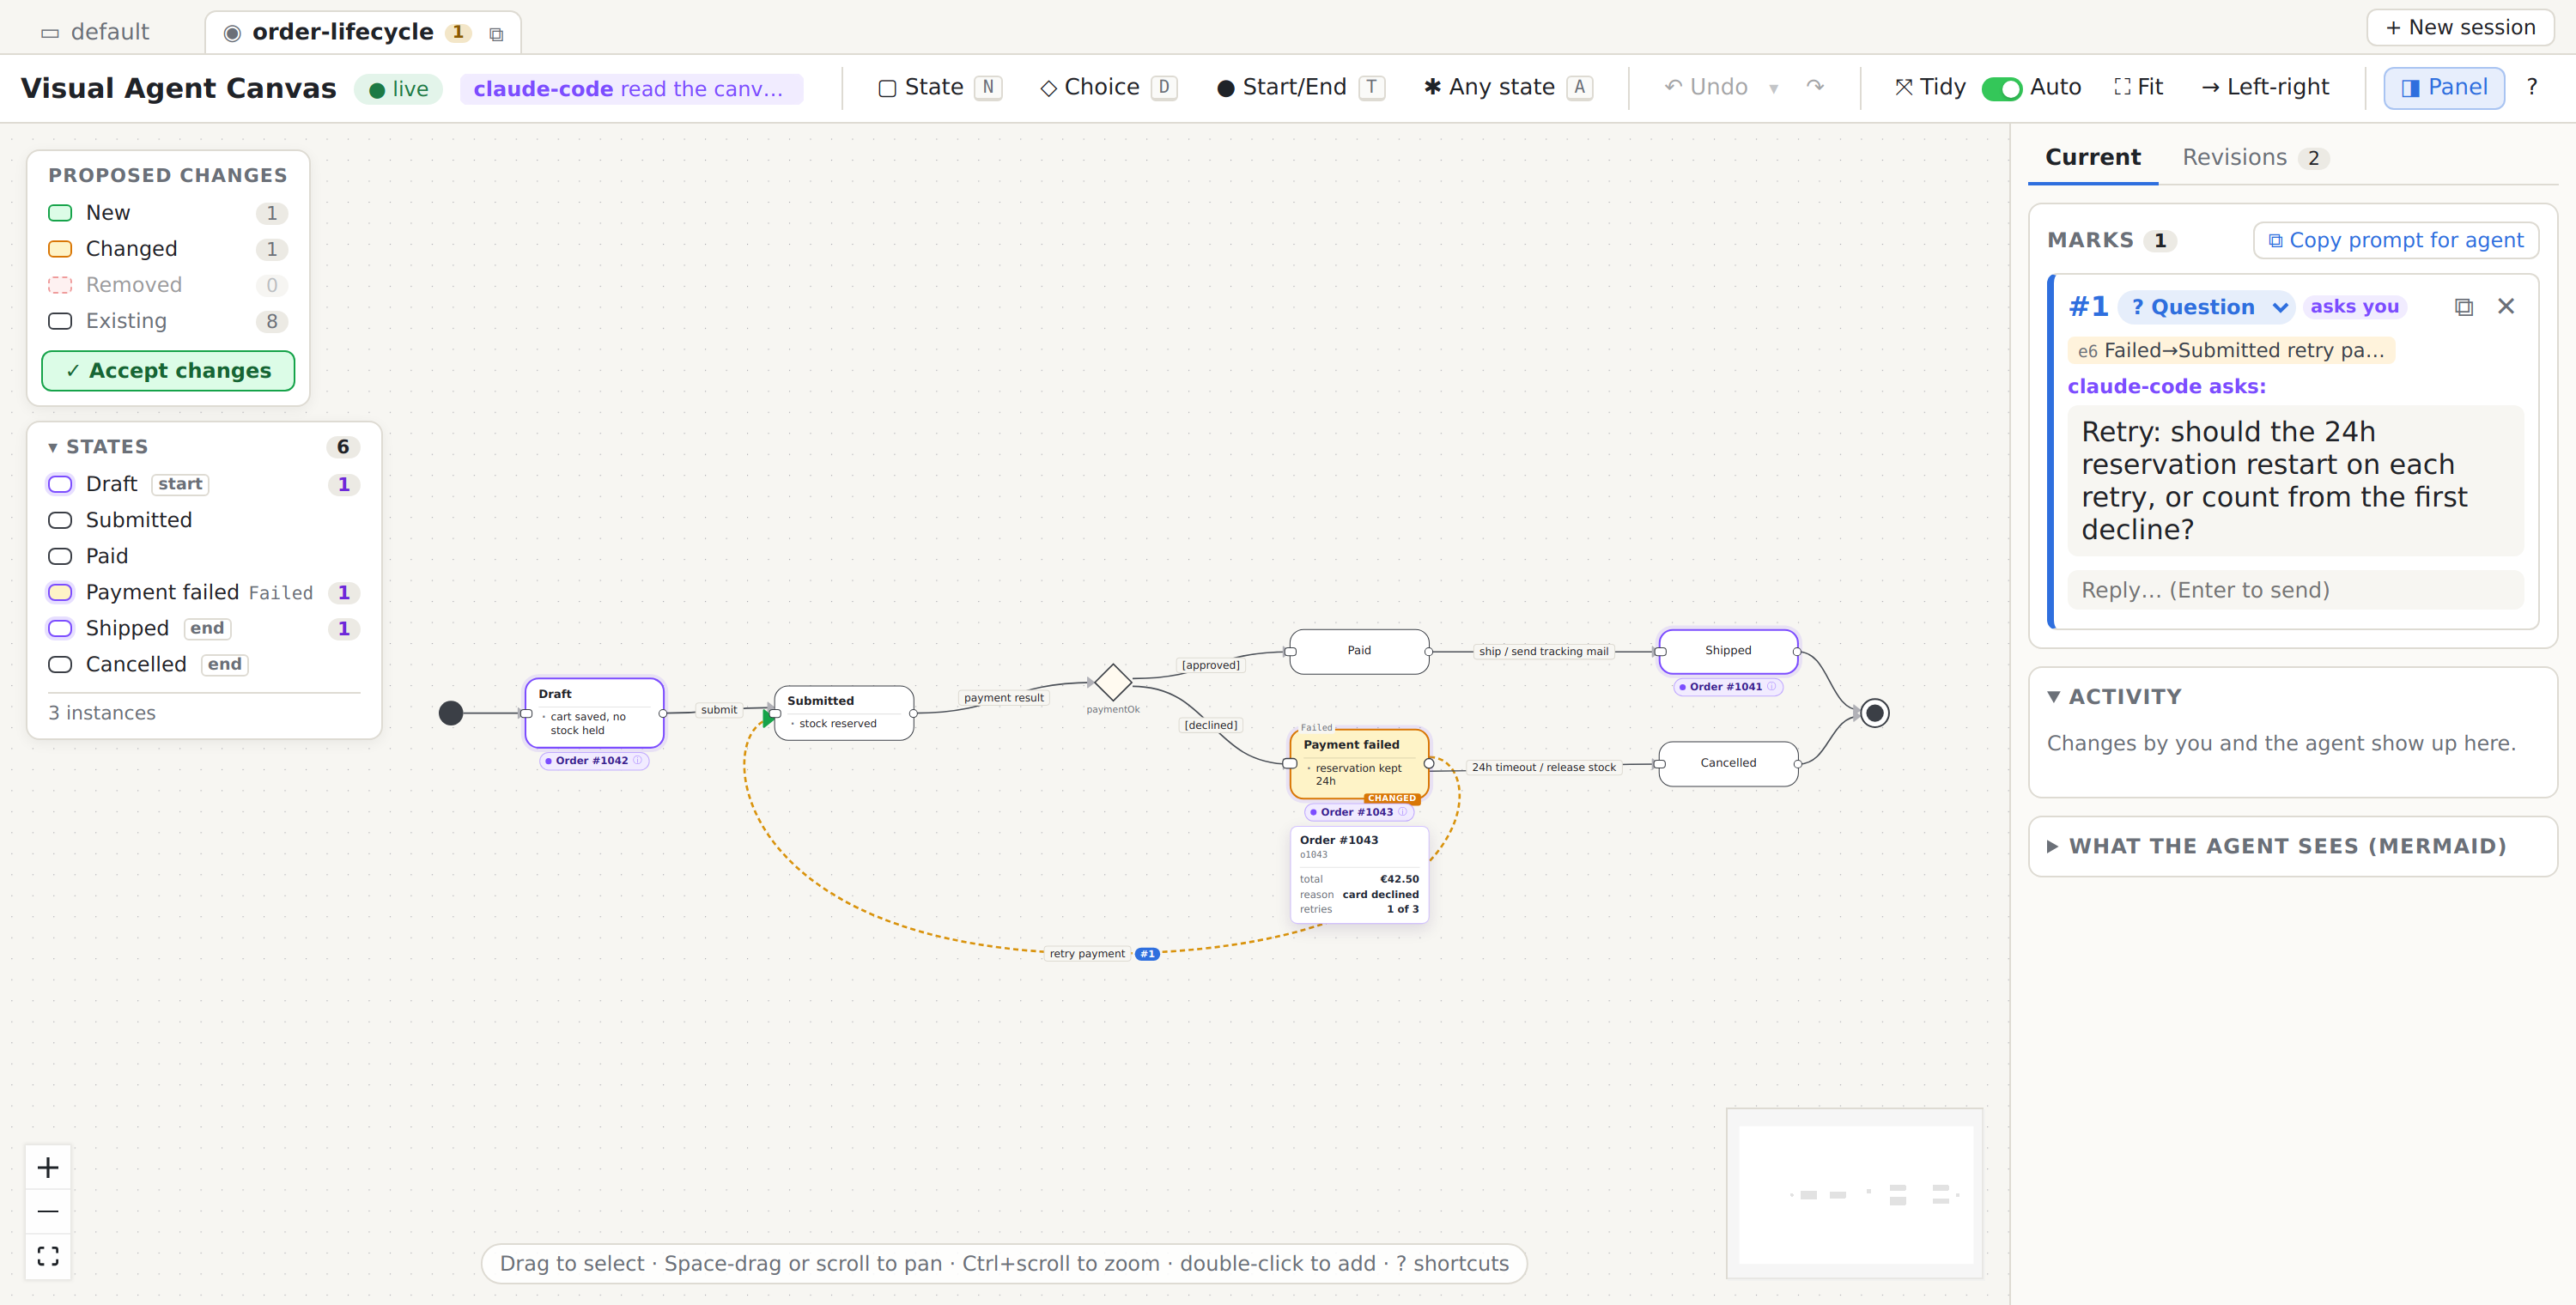 default
order-lifecycle 1
+ New session
Visual Agent Canvas
live
claude-code read the canv…
State N
Choice D
Start/End T
Any state A
Undo
Tidy
Auto
Fit
→ Left-right
Panel
?
PROPOSED CHANGES
New 1
Changed 1
Removed 0
Existing 8
✓ Accept changes
STATES 6
Draft start 1
Submitted
Paid
Payment failed Failed 1
Shipped end 1
Cancelled end
3 instances
Draft
· cart saved, no
stock held
Order #1042
submit
Submitted
· stock reserved
payment result
paymentOk
[approved]
[declined]
Paid
ship / send tracking mail
Shipped
Order #1041
Failed
Payment failed
· reservation kept
24h
CHANGED
Order #1043
24h timeout / release stock
Cancelled
Order #1043
o1043
total €42.50
reason card declined
retries 1 of 3
retry payment #1
Drag to select · Space-drag or scroll to pan · Ctrl+scroll to zoom · double-click to add · ? shortcuts
Current
Revisions 2
MARKS 1
Copy prompt for agent
#1 ? Question asks you
e6 Failed→Submitted retry pa…
claude-code asks:
Retry: should the 24h
reservation restart on each
retry, or count from the first
decline?
Reply… (Enter to send)
ACTIVITY
Changes by you and the agent show up here.
WHAT THE AGENT SEES (MERMAID)